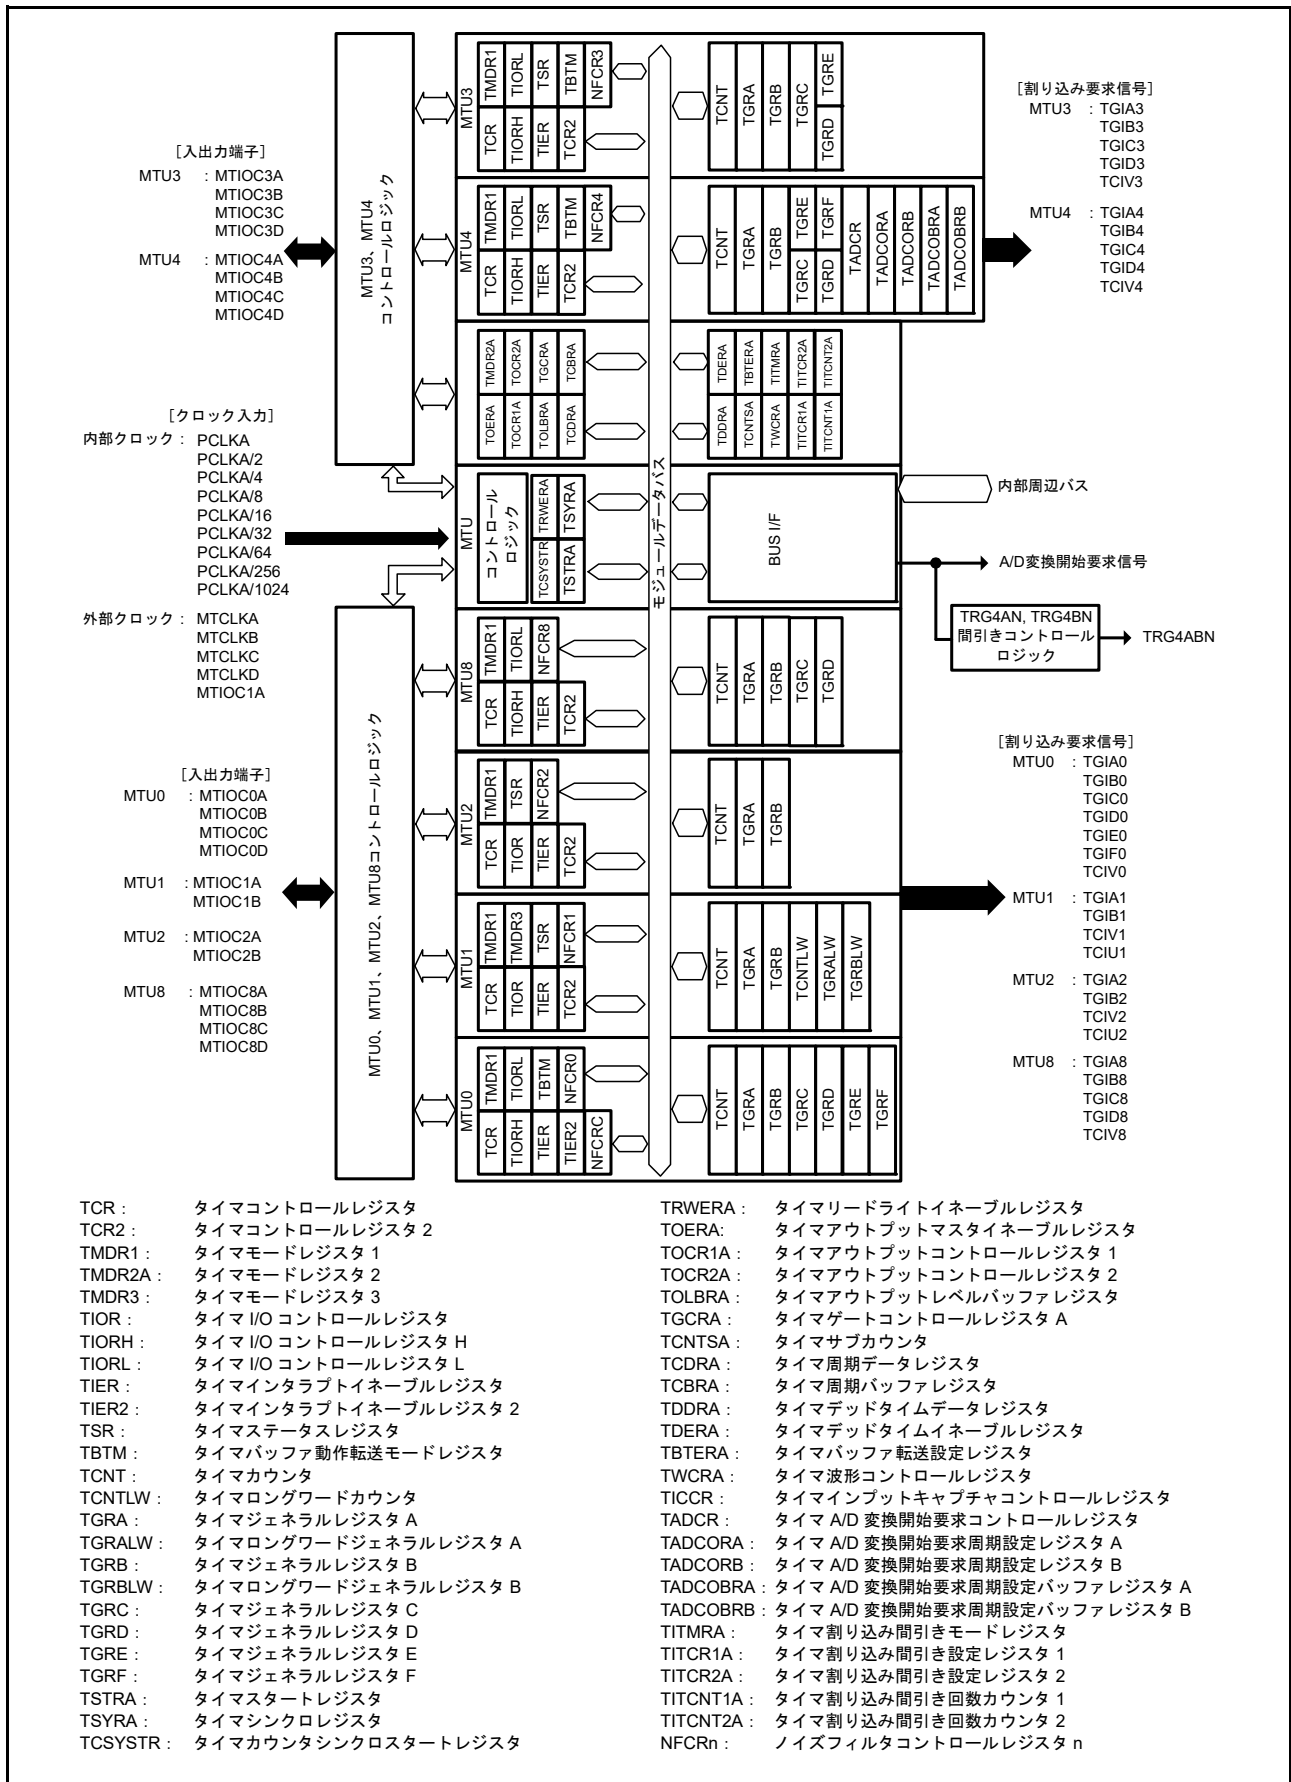 [入出力端子]
MTU3 : MTIOC3A
MTIOC3B
MTIOC3C
MTIOC3D
MTU4 : MTIOC4A
MTIOC4B
MTIOC4C
MTIOC4D
[クロック入力]
内部クロック : PCLKA
PCLKA/2
PCLKA/4
PCLKA/8
PCLKA/16
PCLKA/32
PCLKA/64
PCLKA/256
PCLKA/1024
外部クロック : MTCLKA
MTCLKB
MTCLKC
MTCLKD
MTIOC1A
[入出力端子]
MTU0 : MTIOC0A
MTIOC0B
MTIOC0C
MTIOC0D
MTU1 : MTIOC1A
MTIOC1B
MTU2 : MTIOC2A
MTIOC2B
MTU8 : MTIOC8A
MTIOC8B
MTIOC8C
MTIOC8D
MTU3、MTU4
コントロールロジック
MTU0、MTU1、MTU2、MTU8コントロールロジック
MTU3
TMDR1 TIORL TSR TBTM NFCR3
TCR TIORH TIER TCR2
TCNT TGRA TGRB TGRC TGRE
TGRD
MTU4
TMDR1 TIORL TSR TBTM NFCR4
TCR TIORH TIER TCR2
TCNT TGRA TGRB TGRE TGRF TADCR TADCORA TADCORB TADCOBRA TADCOBRB
TGRC TGRD
TMDR2A TOCR2A TGCRA TCBRA
TOERA TOCR1A TOLBRA TCDRA
TDERA TBTERA TITMRA TITCR2A TITCNT2A
TDDRA TCNTSA TWCRA TITCR1A TITCNT1A
MTU
コントロール
ロジック
TRWERA TSYRA
TCSYSTR TSTRA
モジュールデータバス
BUS I/F
MTU8
TMDR1 TIORL NFCR8
TCR TIORH TIER TCR2
TCNT TGRA TGRB TGRC TGRD
MTU2
TMDR1 TSR NFCR2
TCR TIOR TIER TCR2
TCNT TGRA TGRB
MTU1
TMDR1 TMDR3 TSR NFCR1
TCR TIOR TIER TCR2
TCNT TGRA TGRB TCNTLW TGRALW TGRBLW
MTU0
TMDR1 TIORL TBTM NFCR0
TCR TIORH TIER TIER2 NFCRC
TCNT TGRA TGRB TGRC TGRD TGRE TGRF
[割り込み要求信号]
MTU3 : TGIA3
TGIB3
TGIC3
TGID3
TCIV3
MTU4 : TGIA4
TGIB4
TGIC4
TGID4
TCIV4
内部周辺バス
A/D変換開始要求信号
TRG4AN, TRG4BN
間引きコントロール
ロジック
TRG4ABN
[割り込み要求信号]
MTU0 : TGIA0
TGIB0
TGIC0
TGID0
TGIE0
TGIF0
TCIV0
MTU1 : TGIA1
TGIB1
TCIV1
TCIU1
MTU2 : TGIA2
TGIB2
TCIV2
TCIU2
MTU8 : TGIA8
TGIB8
TGIC8
TGID8
TCIV8
TCR : タイマコントロールレジスタ
TCR2 : タイマコントロールレジスタ 2
TMDR1 : タイマモードレジスタ 1
TMDR2A : タイマモードレジスタ 2
TMDR3 : タイマモードレジスタ 3
TIOR : タイマ I/O コントロールレジスタ
TIORH : タイマ I/O コントロールレジスタ H
TIORL : タイマ I/O コントロールレジスタ L
TIER : タイマインタラプトイネーブルレジスタ
TIER2 : タイマインタラプトイネーブルレジスタ 2
TSR : タイマステータスレジスタ
TBTM : タイマバッファ動作転送モードレジスタ
TCNT : タイマカウンタ
TCNTLW : タイマロングワードカウンタ
TGRA : タイマジェネラルレジスタ A
TGRALW : タイマロングワードジェネラルレジスタ A
TGRB : タイマジェネラルレジスタ B
TGRBLW : タイマロングワードジェネラルレジスタ B
TGRC : タイマジェネラルレジスタ C
TGRD : タイマジェネラルレジスタ D
TGRE : タイマジェネラルレジスタ E
TGRF : タイマジェネラルレジスタ F
TSTRA : タイマスタートレジスタ
TSYRA : タイマシンクロレジスタ
TCSYSTR : タイマカウンタシンクロスタートレジスタ
TRWERA : タイマリードライトイネーブルレジスタ
TOERA: タイマアウトプットマスタイネーブルレジスタ
TOCR1A : タイマアウトプットコントロールレジスタ 1
TOCR2A : タイマアウトプットコントロールレジスタ 2
TOLBRA : タイマアウトプットレベルバッファレジスタ
TGCRA : タイマゲートコントロールレジスタ A
TCNTSA : タイマサブカウンタ
TCDRA : タイマ周期データレジスタ
TCBRA : タイマ周期バッファレジスタ
TDDRA : タイマデッドタイムデータレジスタ
TDERA : タイマデッドタイムイネーブルレジスタ
TBTERA : タイマバッファ転送設定レジスタ
TWCRA : タイマ波形コントロールレジスタ
TICCR : タイマインプットキャプチャコントロールレジスタ
TADCR : タイマ A/D 変換開始要求コントロールレジスタ
TADCORA : タイマ A/D 変換開始要求周期設定レジスタ A
TADCORB : タイマ A/D 変換開始要求周期設定レジスタ B
TADCOBRA : タイマ A/D 変換開始要求周期設定バッファレジスタ A
TADCOBRB : タイマ A/D 変換開始要求周期設定バッファレジスタ B
TITMRA : タイマ割り込み間引きモードレジスタ
TITCR1A : タイマ割り込み間引き設定レジスタ 1
TITCR2A : タイマ割り込み間引き設定レジスタ 2
TITCNT1A : タイマ割り込み間引き回数カウンタ 1
TITCNT2A : タイマ割り込み間引き回数カウンタ 2
NFCRn : ノイズフィルタコントロールレジスタ n